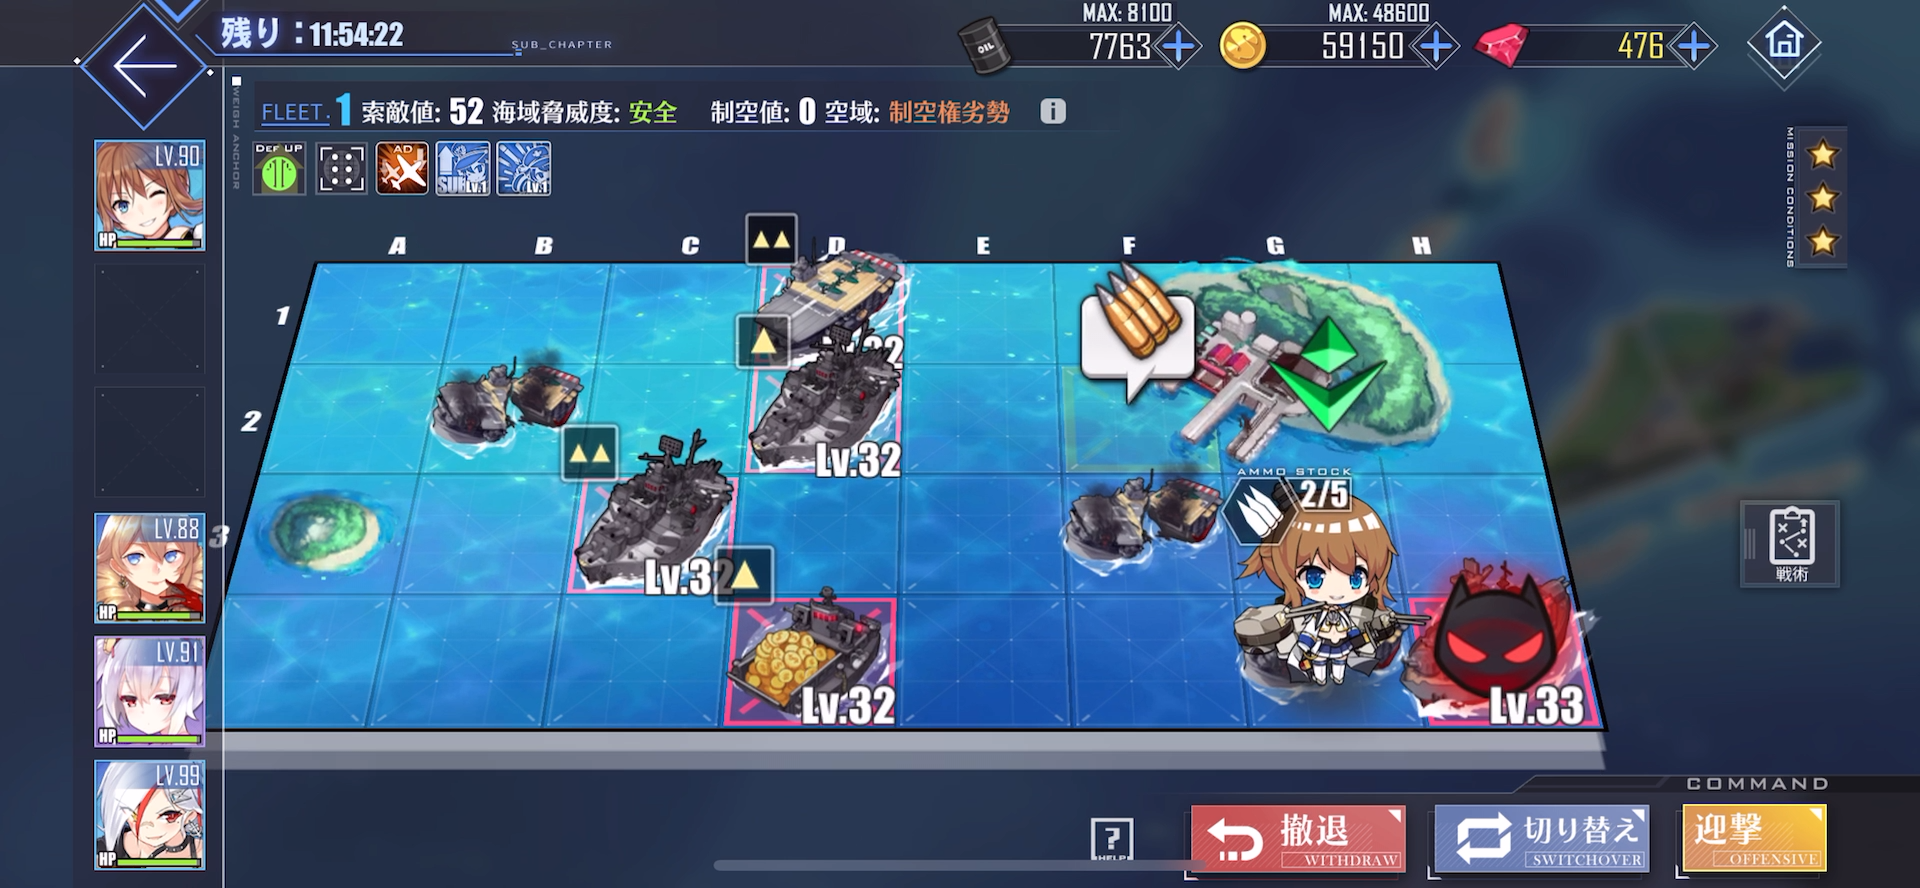 残り：11:54:22
SUB_CHAPTER
MAX: 8100
7763
MAX: 48600
59150
476
WEIGH ANCHOR
FLEET. 1 索敵値: 52 海域脅威度: 安全 制空値: 0 空域: 制空権劣勢
DEF UP
AD
SUB LV.1
LV.1
MISSION CONDITIONS
LV.90
HP
LV.88
HP
LV.91
HP
LV.99
HP
A B C D E F G H
1
2
3
Lv.32
Lv.32
Lv.32
Lv.33
AMMO STOCK
2/5
戦術
COMMAND
?
HELP
撤退
WITHDRAW
切り替え
SWITCHOVER
迎撃
OFFENSIVE